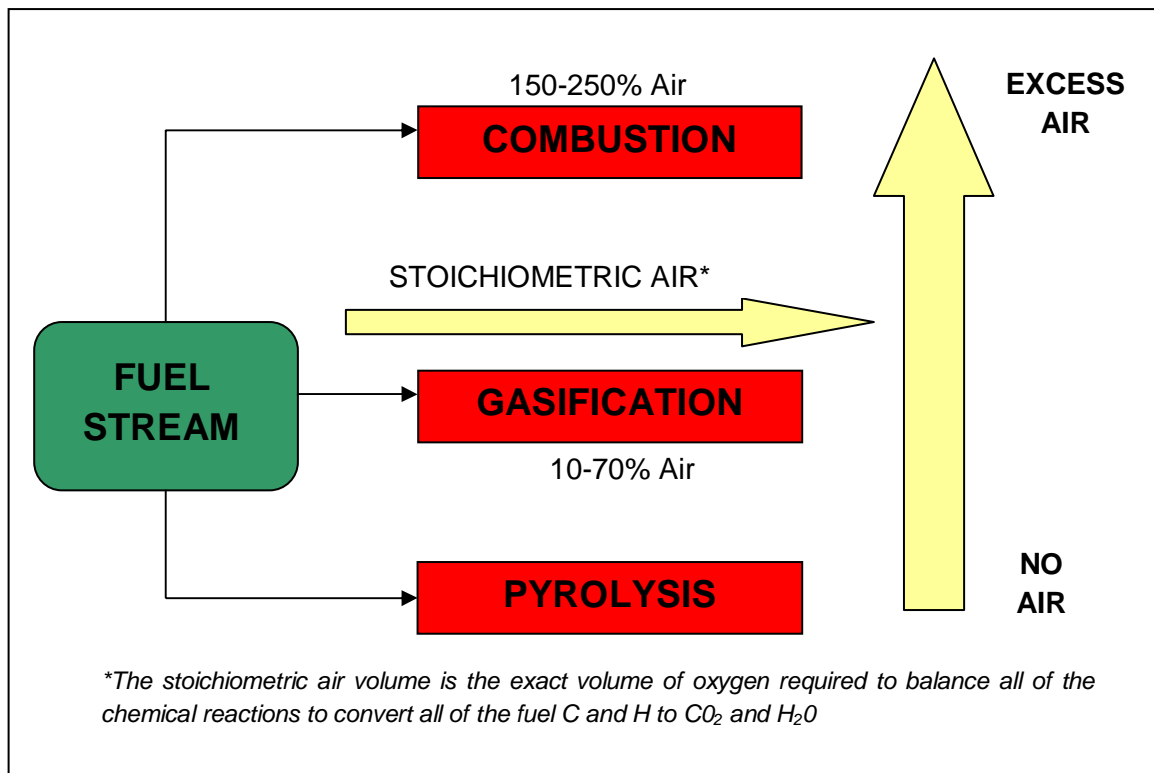 150-250% Air
COMBUSTION
EXCESS
AIR
STOICHIOMETRIC AIR*
FUEL
STREAM
GASIFICATION
10-70% Air
PYROLYSIS
NO
AIR
*The stoichiometric air volume is the exact volume of oxygen required to balance all of the
chemical reactions to convert all of the fuel C and H to C0₂ and H₂0